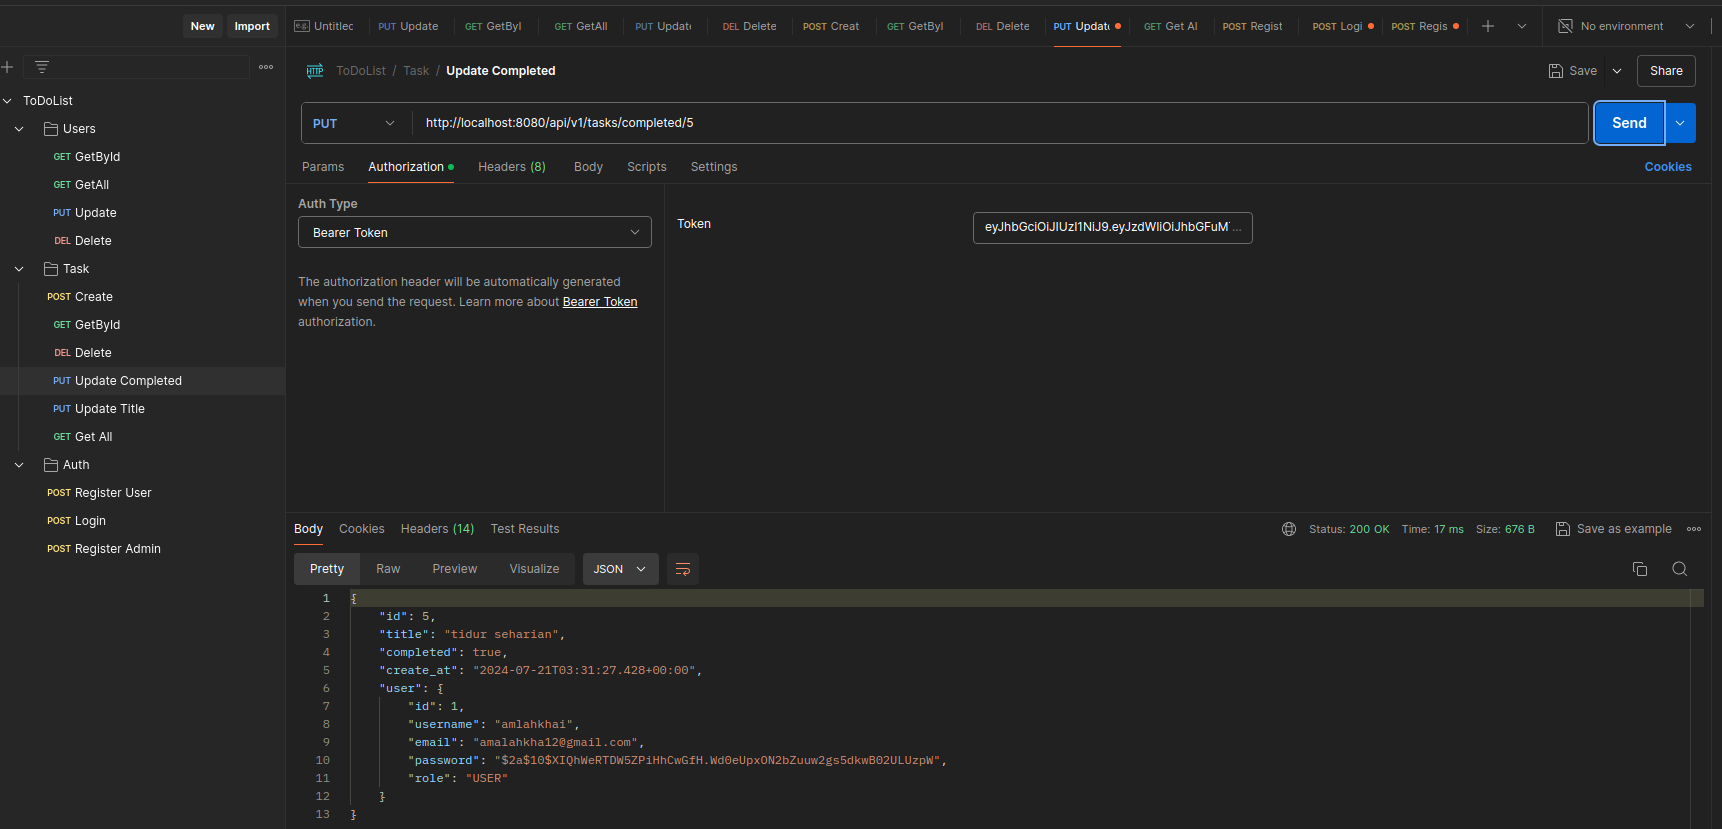 New Import
Untitlec PUT Update GET GetByI GET GetAll PUT Update DEL Delete POST Creat GET GetByI DEL Delete PUT Update GET Get Al POST Regist POST Logi POST Regis No environment
ToDoList / Task / Update Completed Save Share
ToDoList
Users
GET GetById
GET GetAll
PUT Update
DEL Delete
Task
POST Create
GET GetById
DEL Delete
PUT Update Completed
PUT Update Title
GET Get All
Auth
POST Register User
POST Login
POST Register Admin
HTTP
PUT http://localhost:8080/api/v1/tasks/completed/5 Send
Params Authorization Headers (8) Body Scripts Settings Cookies
Auth Type
Bearer Token
The authorization header will be automatically generated
when you send the request. Learn more about Bearer Token
authorization.
Token eyJhbGciOiJIUzI1NiJ9.eyJzdWIiOiJhbGFuM ...
Body Cookies Headers (14) Test Results Status: 200 OK Time: 17 ms Size: 676 B Save as example
Pretty Raw Preview Visualize JSON
1 {
2 "id": 5,
3 "title": "tidur seharian",
4 "completed": true,
5 "create_at": "2024-07-21T03:31:27.428+00:00",
6 "user": {
7 "id": 1,
8 "username": "amlahkhai",
9 "email": "amalahkha12@gmail.com",
10 "password": "$2a$10$XIQhWeRTDW5ZPiHhCwGfH.Wd0eUpxON2bZuuw2gs5dkwB02ULUzpW",
11 "role": "USER"
12 }
13 }